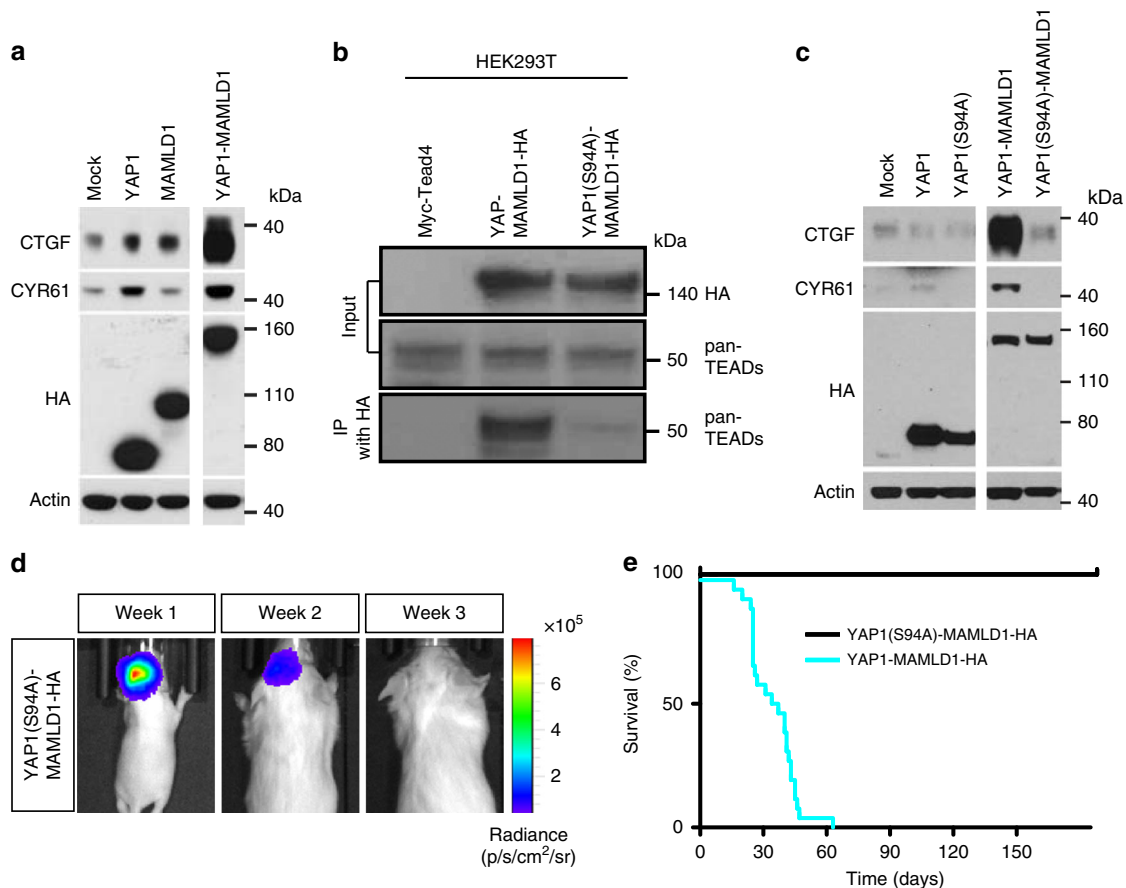 a
Mock
YAP1
MAMLD1
YAP1-MAMLD1
kDa
CTGF
40
CYR61
40
HA
160
110
80
Actin
40
b
HEK293T
Myc-Tead4
YAP-
MAMLD1-HA
YAP1(S94A)-
MAMLD1-HA
kDa
Input
140 HA
50
pan-
TEADs
IP
with HA
50
pan-
TEADs
c
Mock
YAP1
YAP1(S94A)
YAP1-MAMLD1
YAP1(S94A)-MAMLD1
kDa
CTGF
40
CYR61
40
HA
160
110
80
Actin
40
d
Week 1
Week 2
Week 3
YAP1(S94A)-
MAMLD1-HA
×10⁵
6
4
2
Radiance
(p/s/cm²/sr)
e
Survival (%)
100
50
0
YAP1(S94A)-MAMLD1-HA
YAP1-MAMLD1-HA
0 30 60 90 120 150
Time (days)